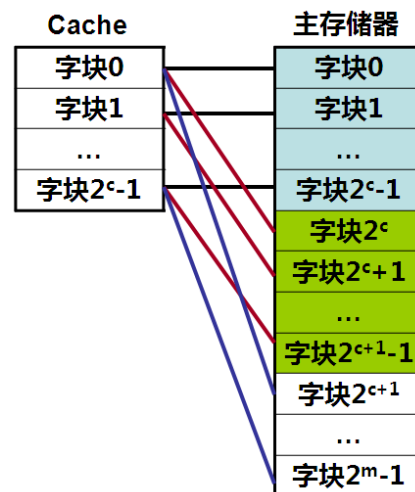 Cache
字块0
字块1
...
字块2ᶜ-1
主存储器
字块0
字块1
...
字块2ᶜ-1
字块2ᶜ
字块2ᶜ+1
...
字块2ᶜ⁺¹-1
字块2ᶜ⁺¹
...
字块2ᵐ-1